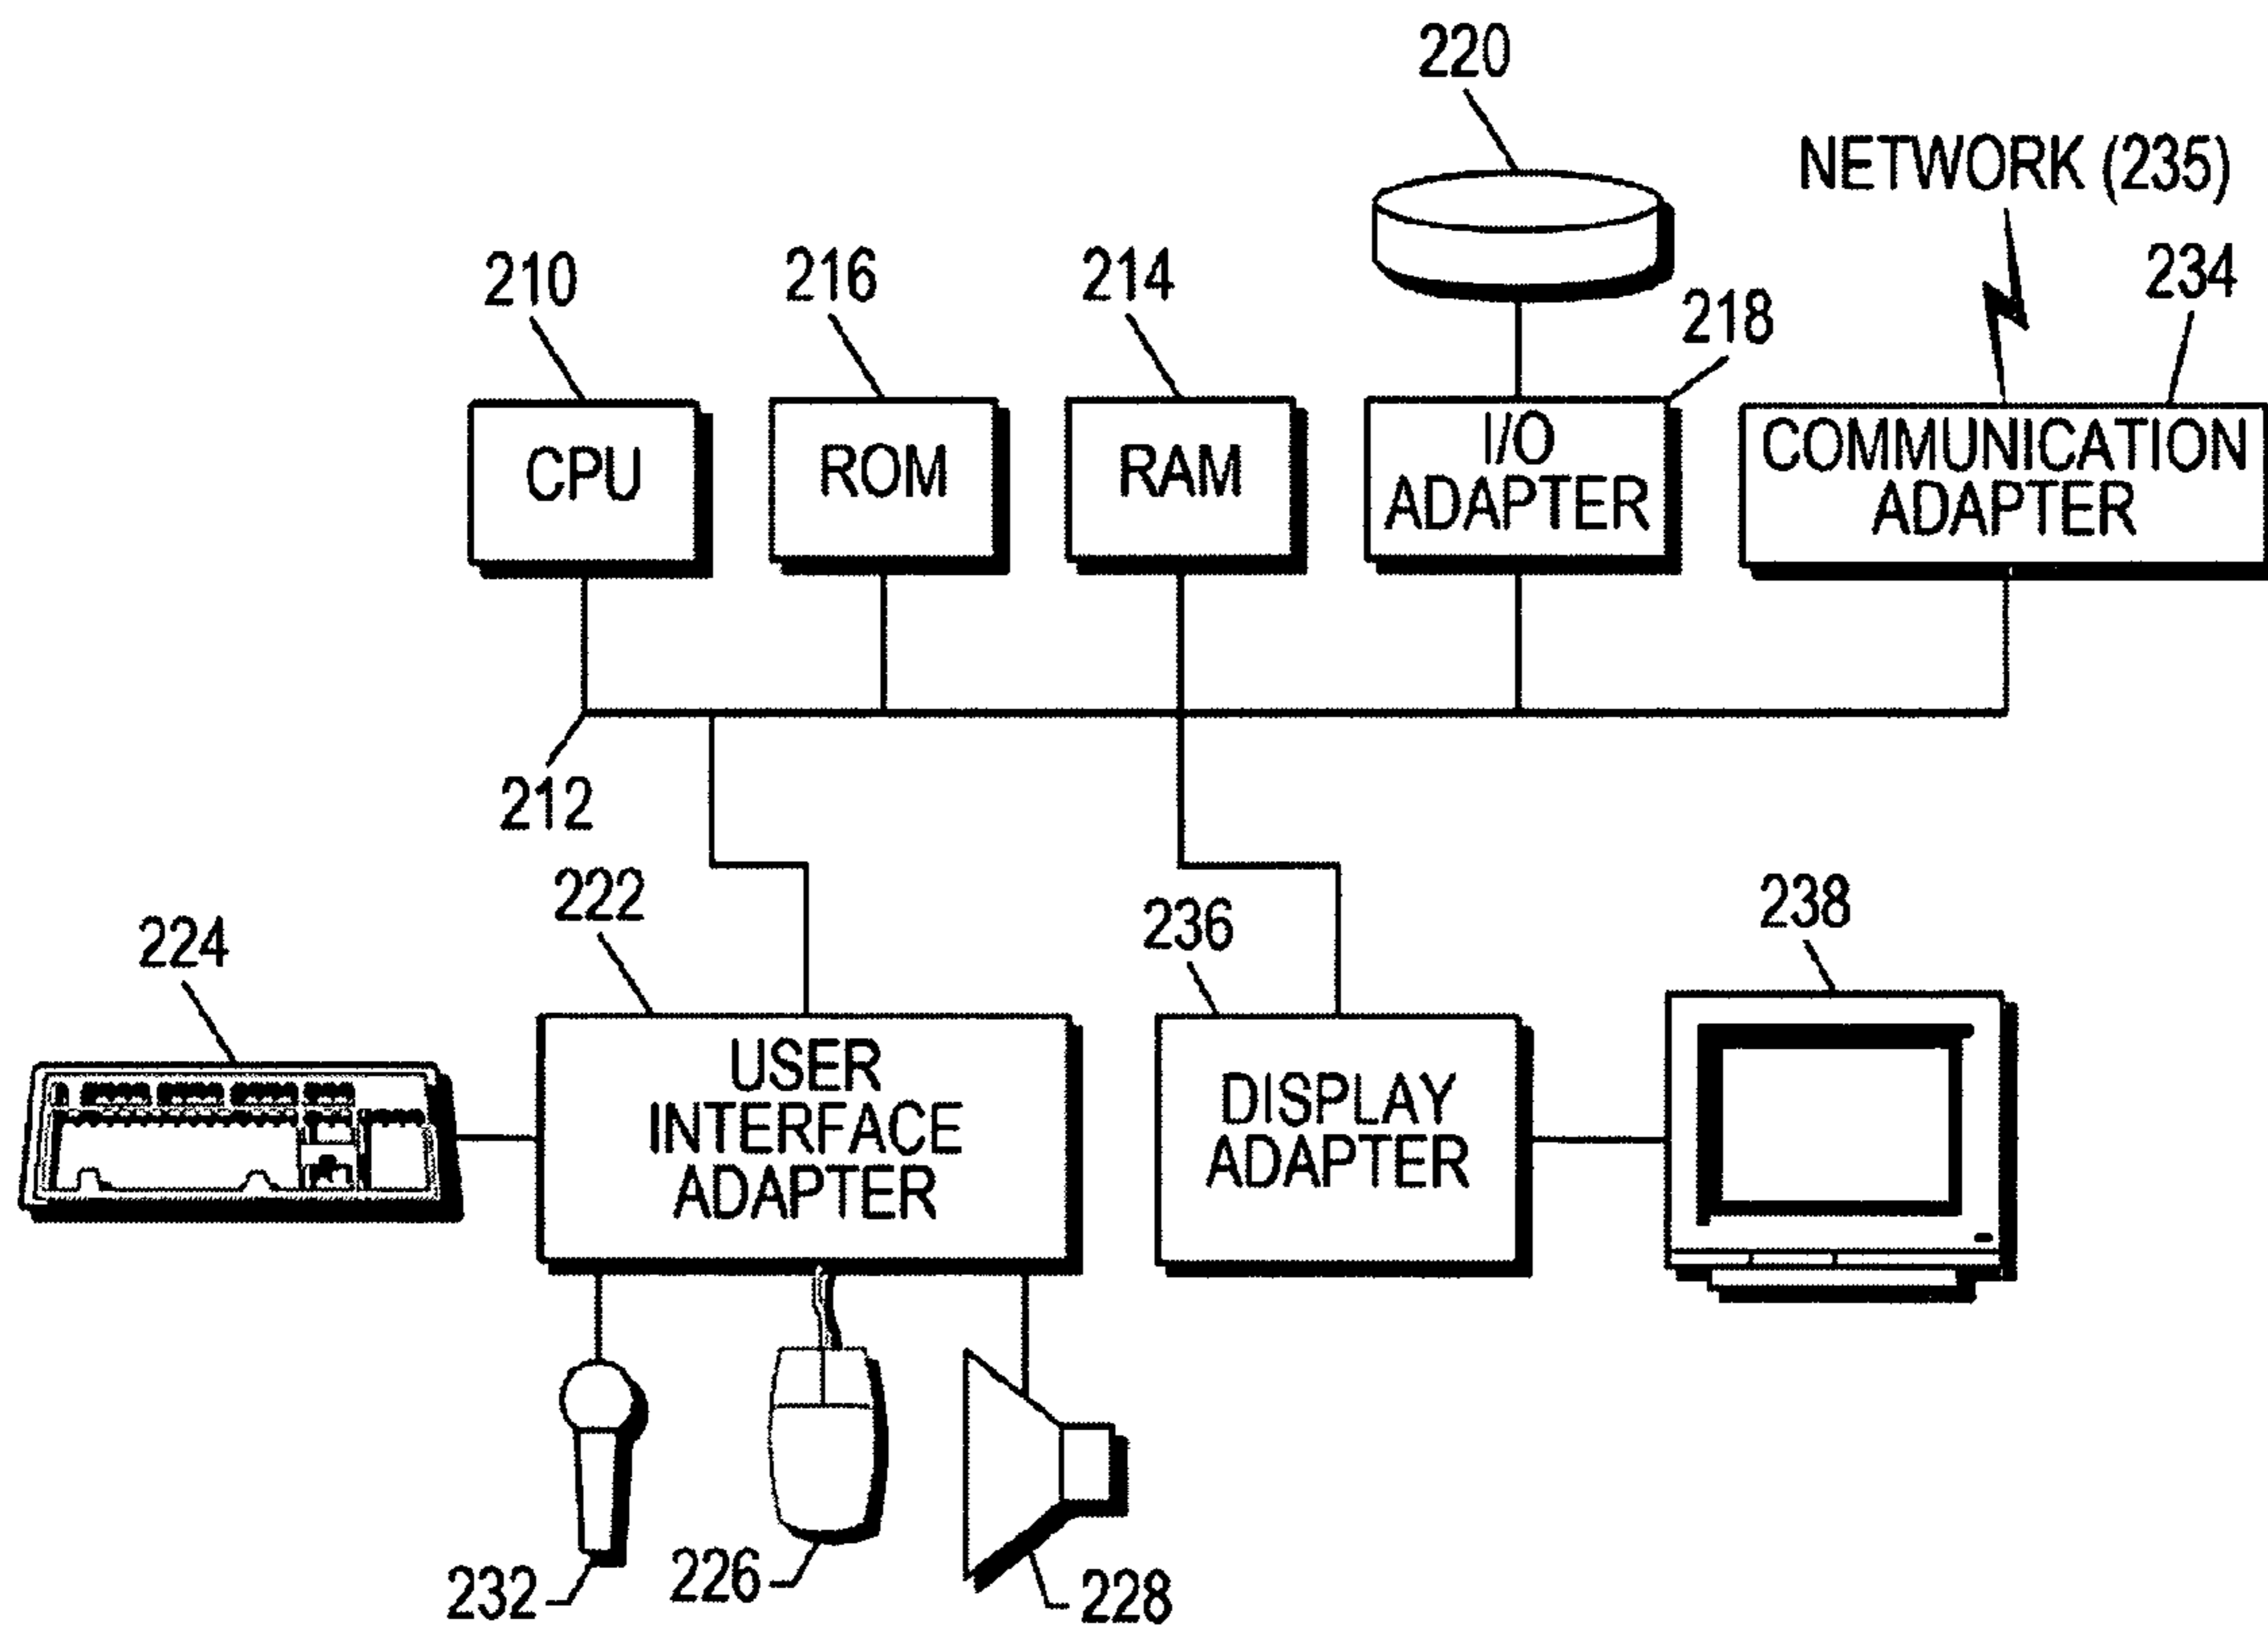 220
NETWORK (235)
210
216
214
218
234
CPU
ROM
RAM
I/O
ADAPTER
COMMUNICATION
ADAPTER
212
222
236
238
224
USER
INTERFACE
ADAPTER
DISPLAY
ADAPTER
232
226
228